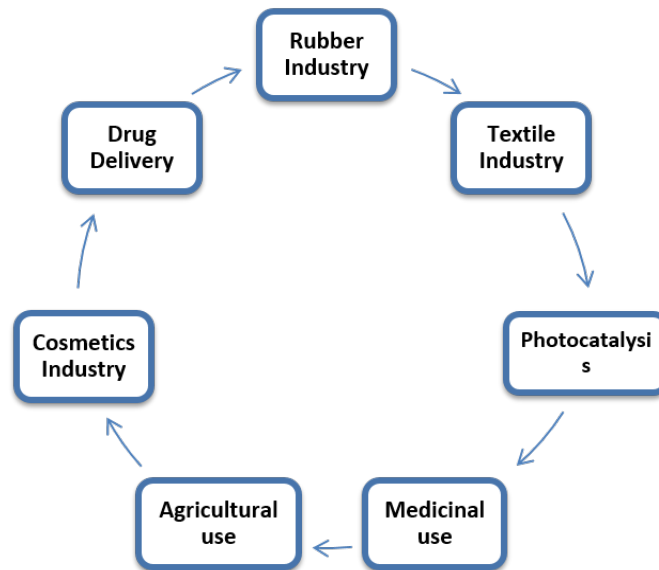 Rubber
Industry
Textile
Industry
Photocatalysi
s
Medicinal
use
Agricultural
use
Cosmetics
Industry
Drug
Delivery